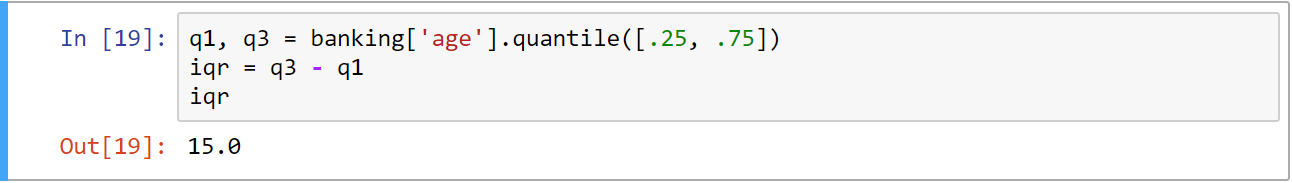 In [19]: q1, q3 = banking['age'].quantile([.25, .75])
iqr = q3 - q1
iqr
Out[19]: 15.0